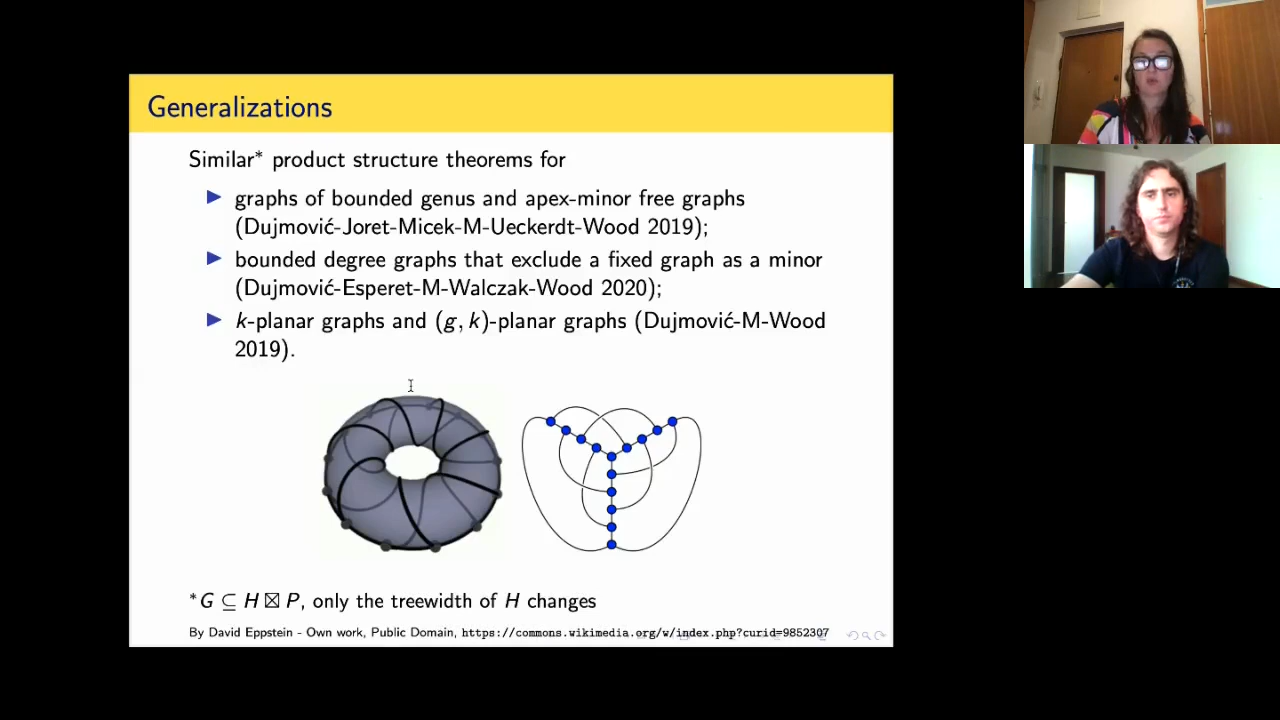 Generalizations
Similar* product structure theorems for
graphs of bounded genus and apex-minor free graphs
(Dujmović-Joret-Micek-M-Ueckerdt-Wood 2019);
bounded degree graphs that exclude a fixed graph as a minor
(Dujmović-Esperet-M-Walczak-Wood 2020);
k-planar graphs and (g, k)-planar graphs (Dujmović-M-Wood
2019).
*G ⊆ H ⊠ P, only the treewidth of H changes
By David Eppstein - Own work, Public Domain, https://commons.wikimedia.org/w/index.php?curid=9852307